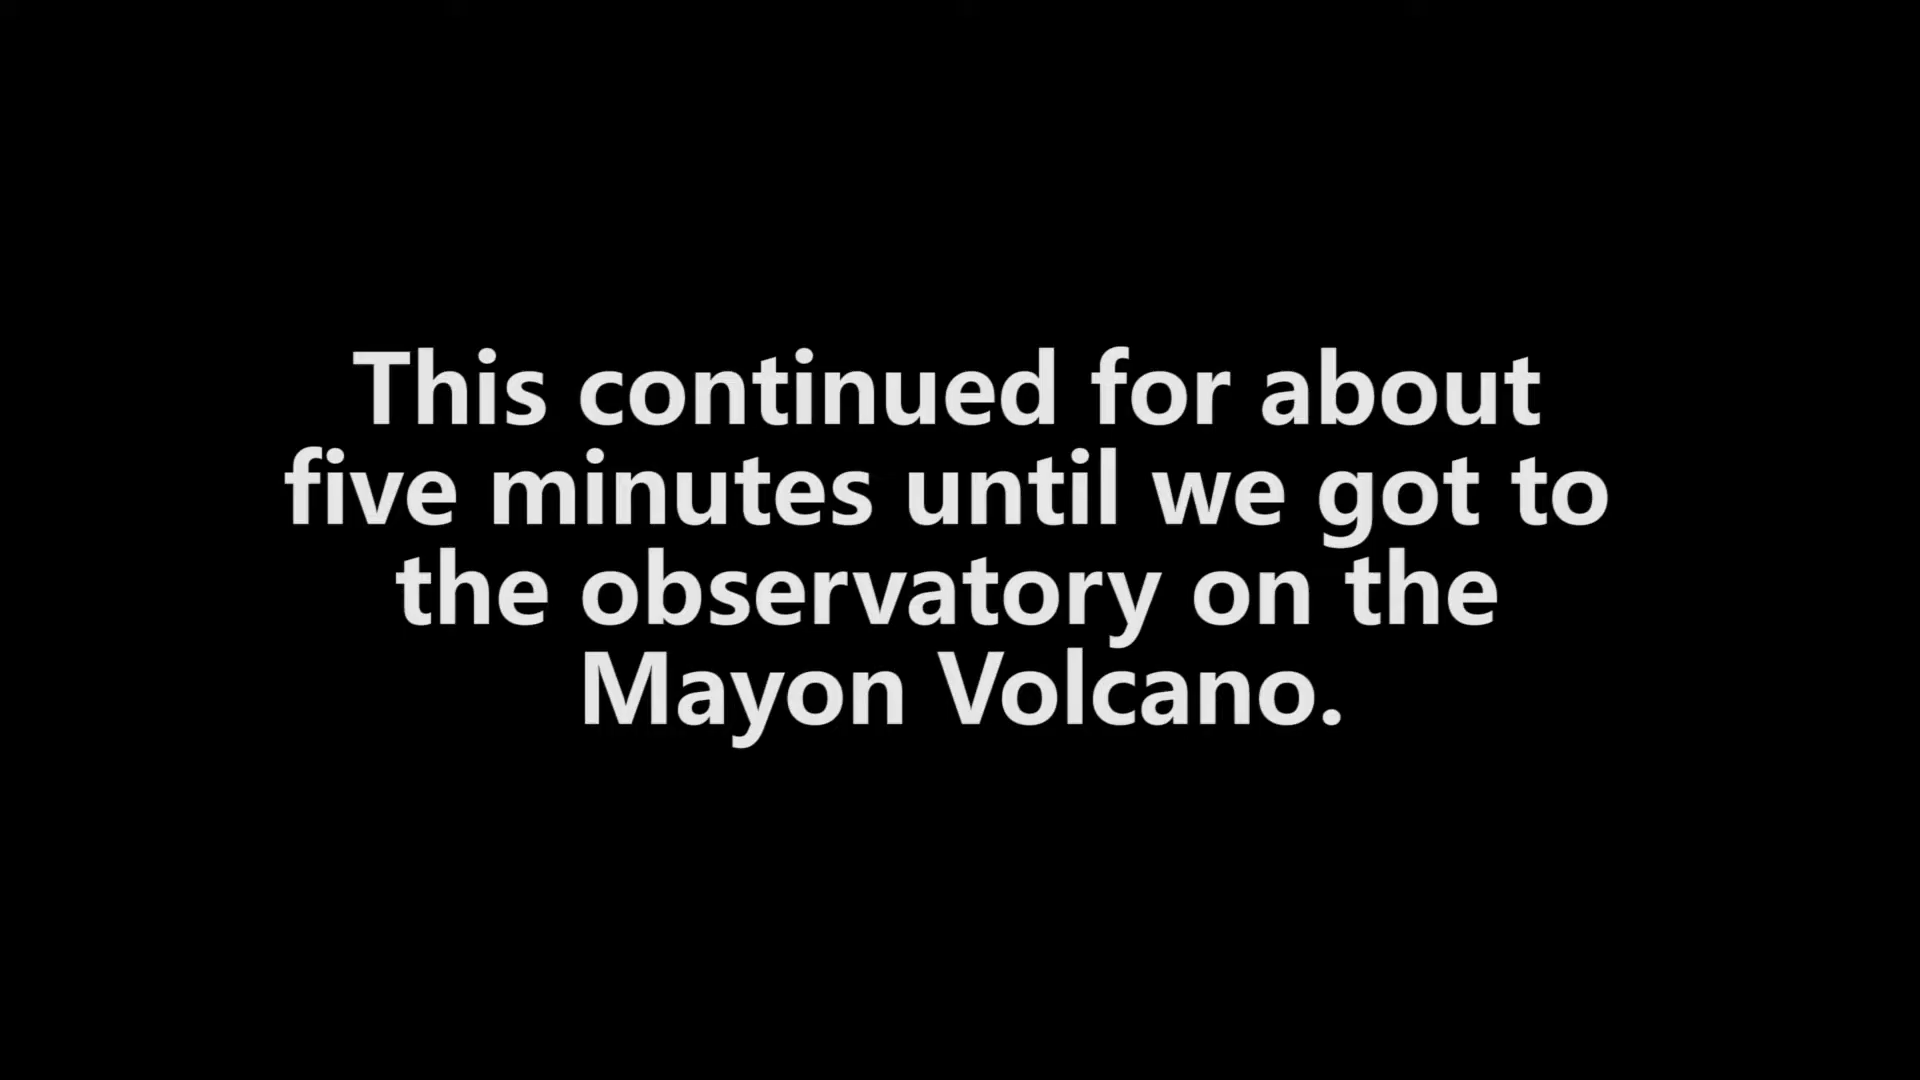 This continued for about
five minutes until we got to
the observatory on the
Mayon Volcano.